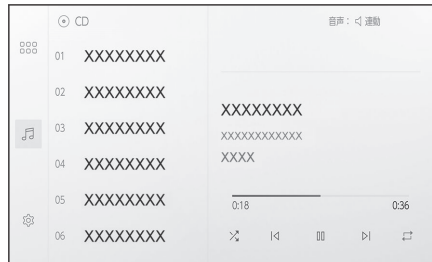 CD
音声： 連動
01 XXXXXXXX
02 XXXXXXXX
03 XXXXXXXX
04 XXXXXXXX
05 XXXXXXXX
06 XXXXXXXX
XXXXXXXX
XXXXXXXXXXXX
XXXX
0:18 0:36